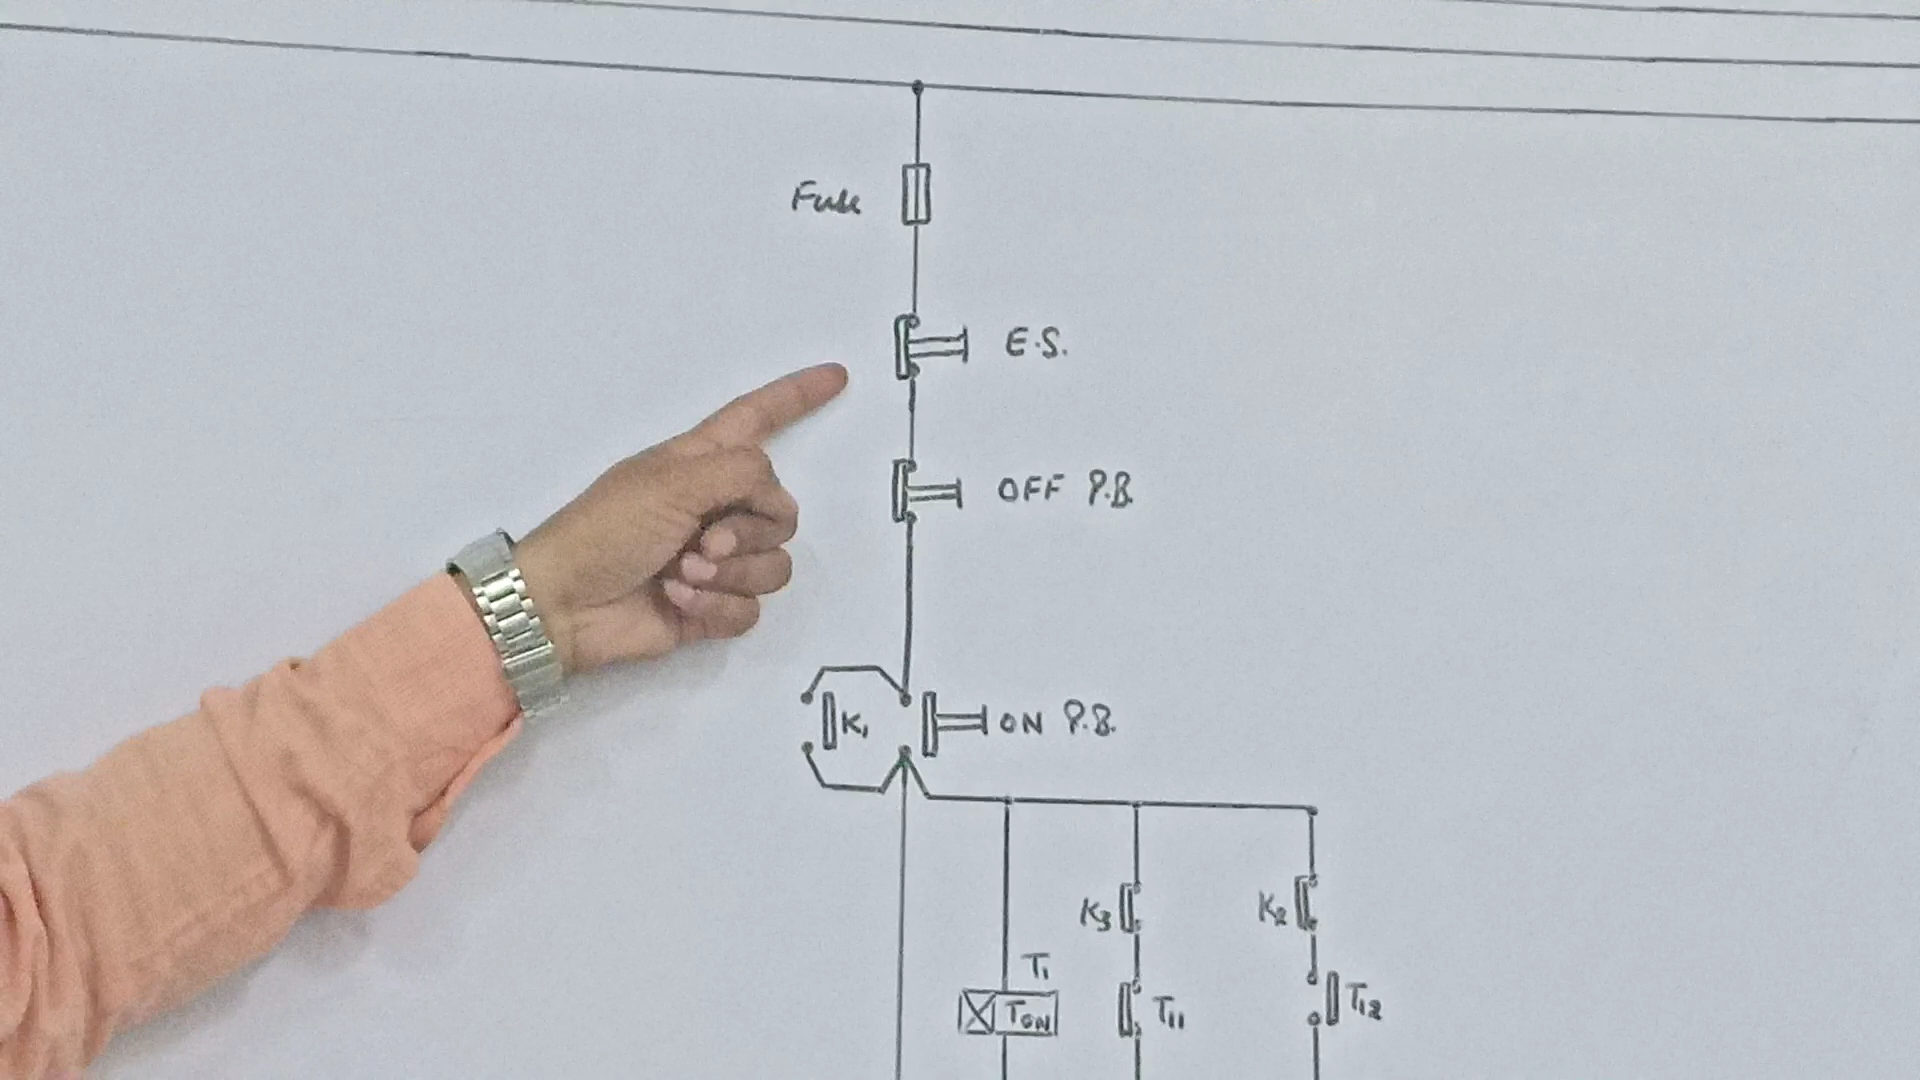 Fuse
E.S.
OFF P.B.
K1 ON P.B.
K3 K2
T1
TON T11 T12